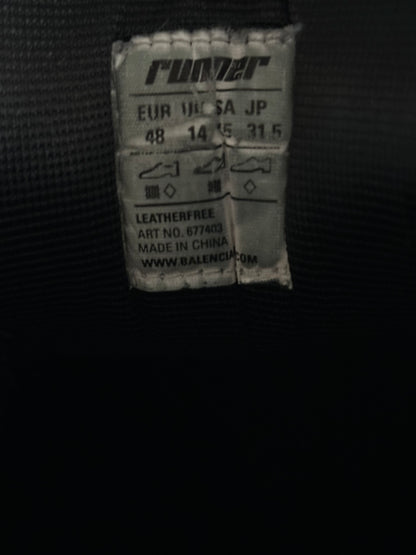 runner
EUR JP
48 14 31.5
LEATHERFREE
ART NO. 677403
MADE IN CHINA